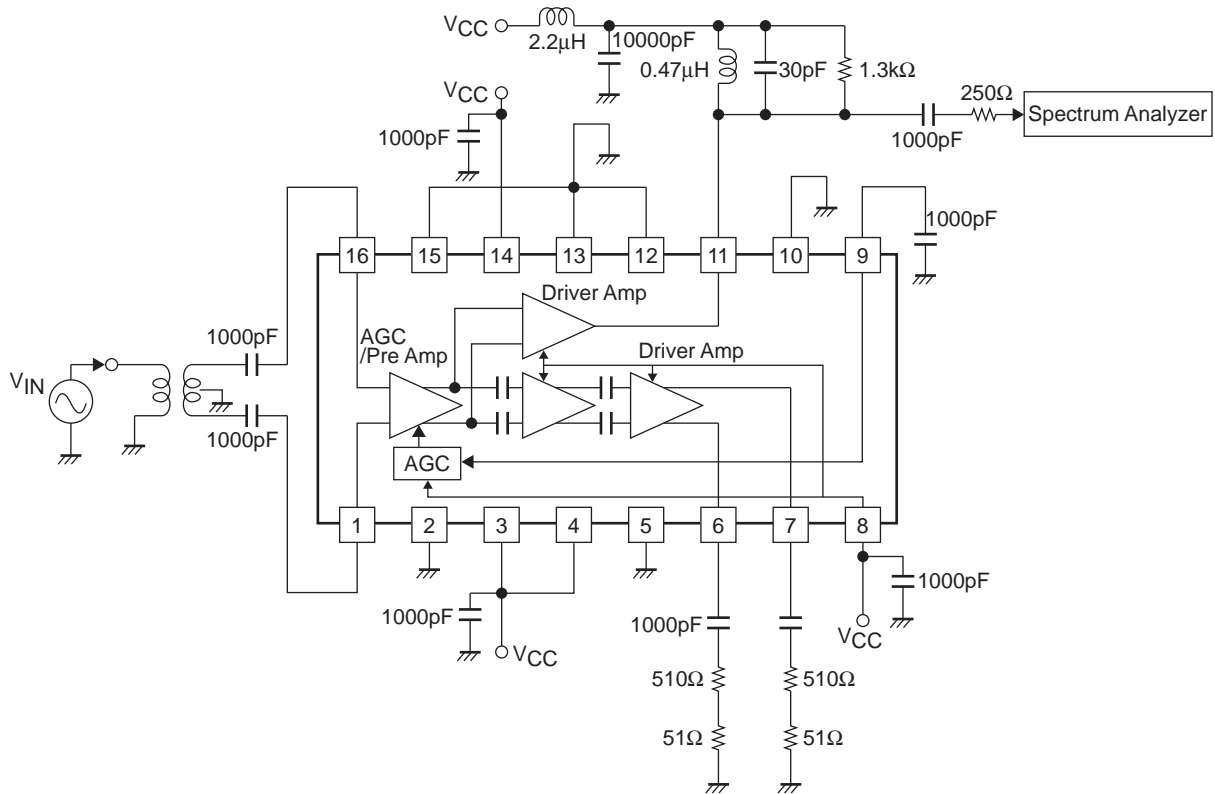 VCC
2.2μH
10000pF
0.47μH
30pF
1.3kΩ
250Ω
Spectrum Analyzer
1000pF
VCC
1000pF
1000pF
16
15
14
13
12
11
10
9
Driver Amp
AGC
/Pre Amp
Driver Amp
1000pF
VIN
1000pF
AGC
1
2
3
4
5
6
7
8
1000pF
VCC
1000pF
1000pF
VCC
510Ω
510Ω
51Ω
51Ω